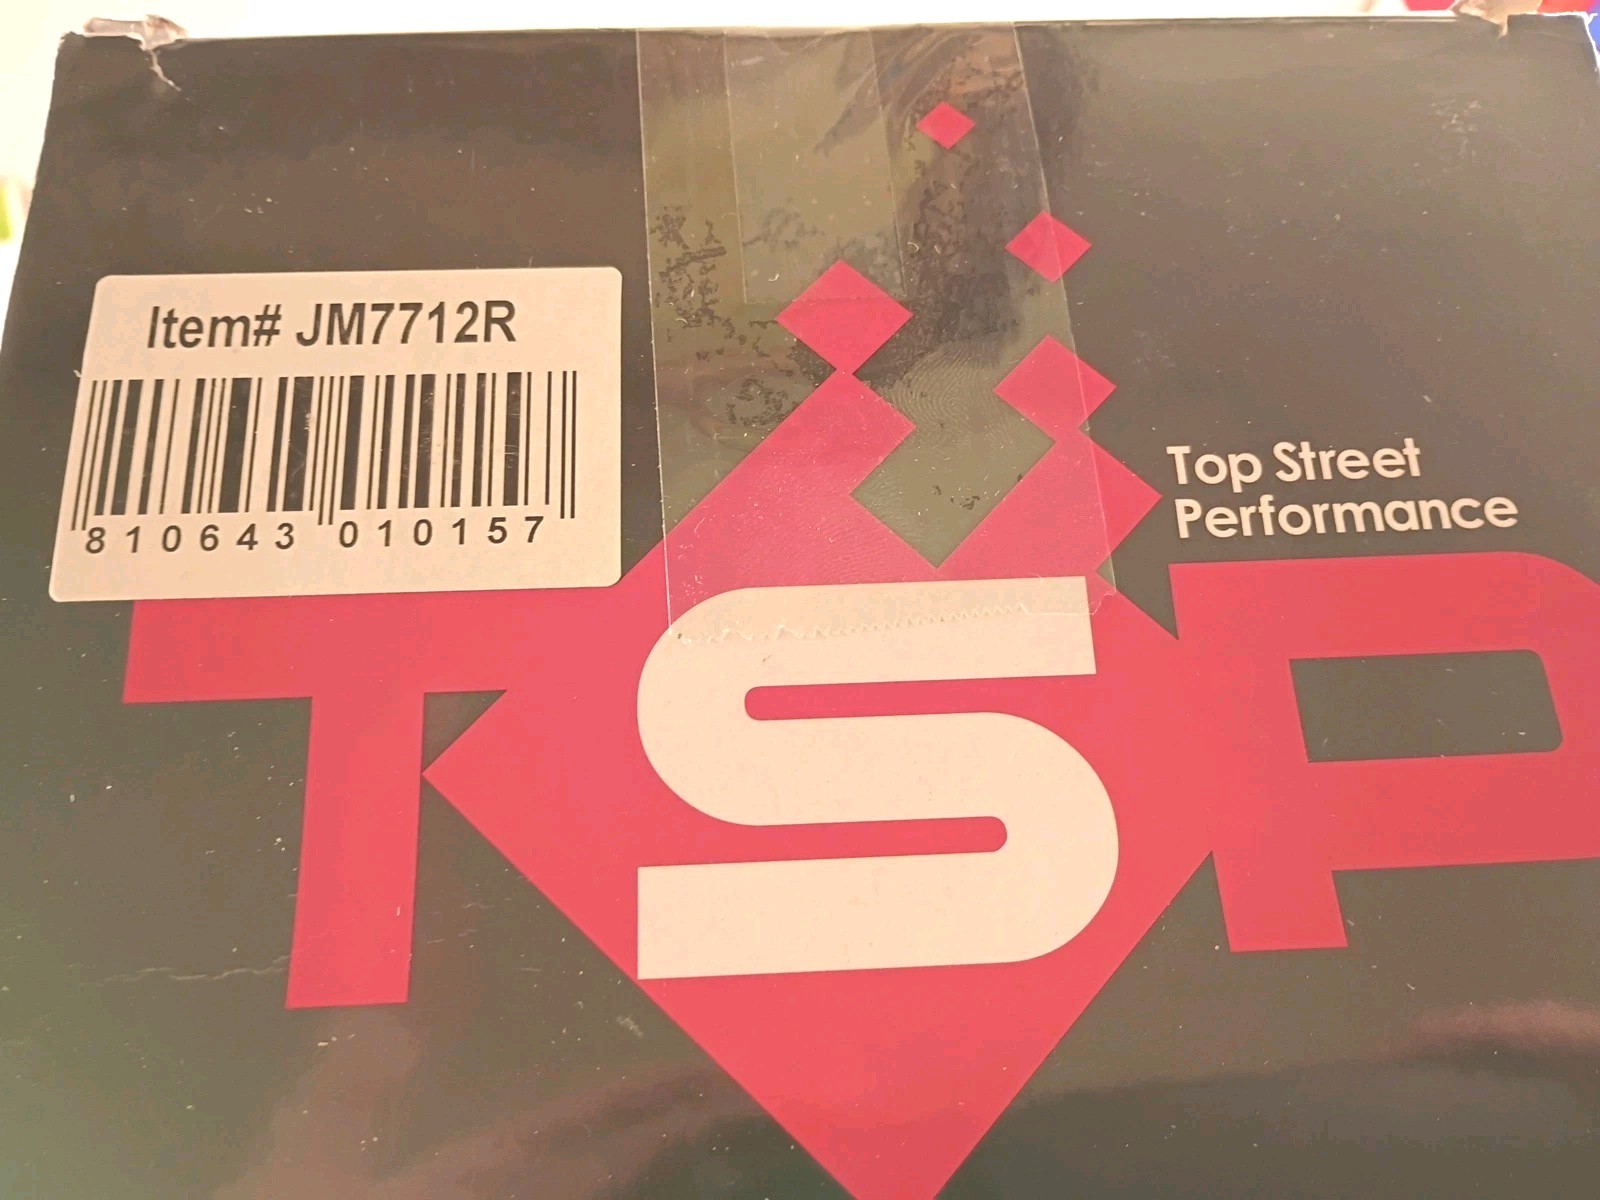 Item# JM7712R
810643 010157
Top Street
Performance
TSP